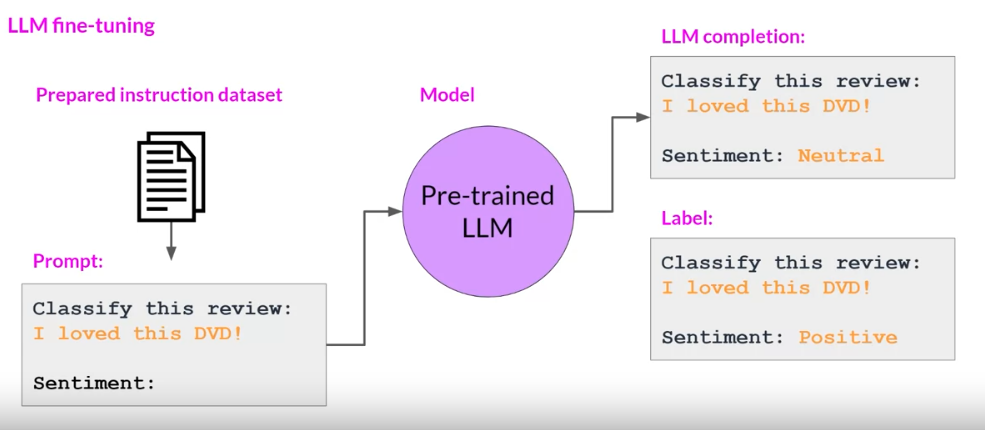 LLM fine-tuning
Prepared instruction dataset
Prompt:
Classify this review:
I loved this DVD!
Sentiment:
Model
Pre-trained
LLM
LLM completion:
Classify this review:
I loved this DVD!
Sentiment: Neutral
Label:
Classify this review:
I loved this DVD!
Sentiment: Positive